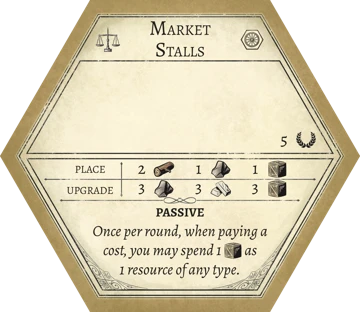 MARKET
STALLS
5
PLACE 2 1 1
UPGRADE 3 3 3
PASSIVE
Once per round, when paying a
cost, you may spend 1 as
1 resource of any type.